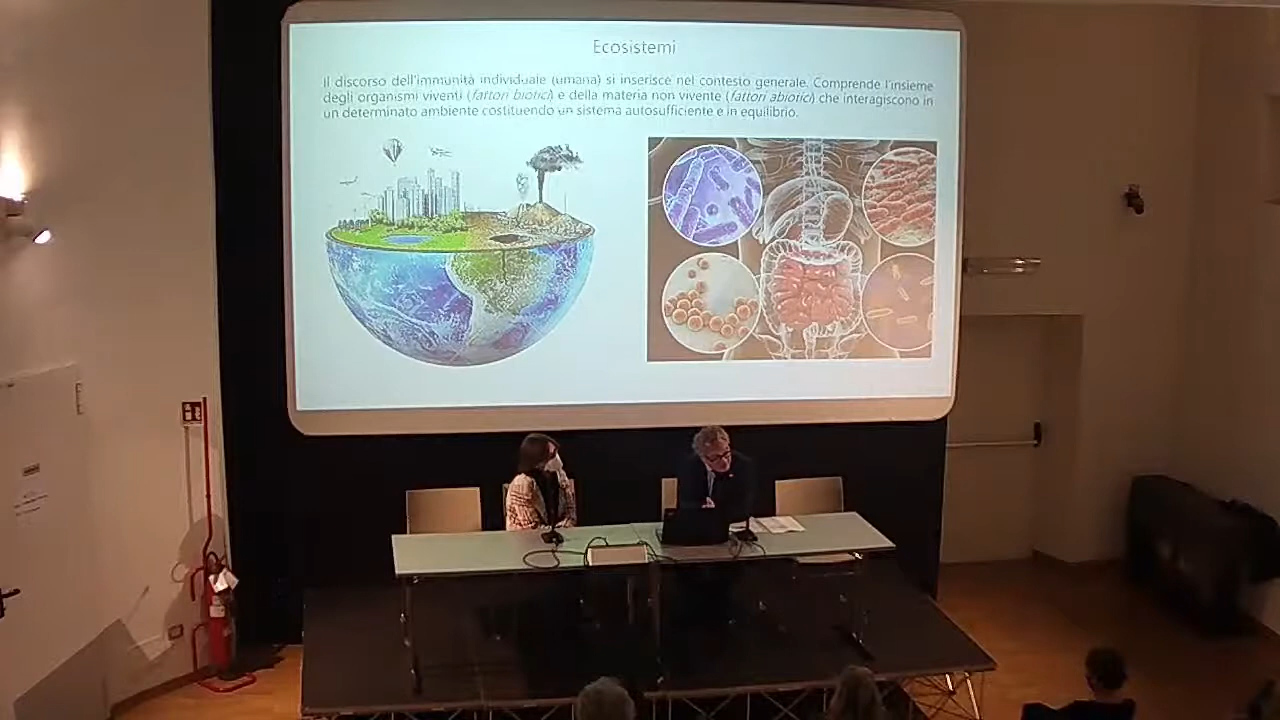 Ecosistemi
Il discorso dell'immunità individuale (umana) si inserisce nel contesto generale. Comprende l'insieme
degli organismi viventi (fattori biotici) e della materia non vivente (fattori abiotici) che interagiscono in
un determinato ambiente costituendo un sistema autosufficiente e in equilibrio.